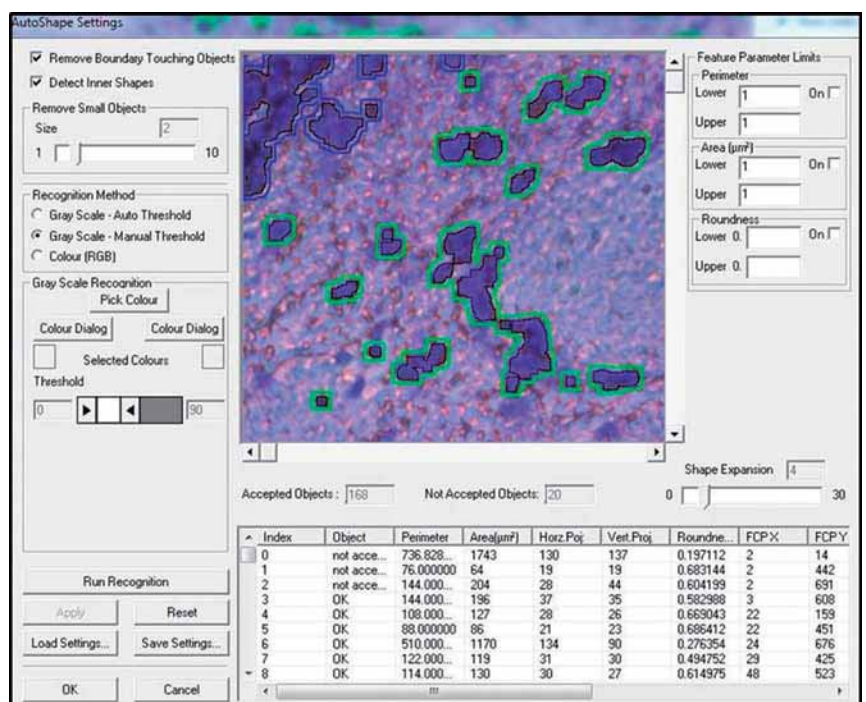 AutoShape Settings
Remove Boundary Touching Objects
Detect Inner Shapes
Remove Small Objects
Size 2
1 10
Recognition Method
Gray Scale - Auto Threshold
Gray Scale - Manual Threshold
Colour (RGB)
Gray Scale Recognition
Pick Colour
Colour Dialog Colour Dialog
Selected Colours
Threshold
0 90
Run Recognition
Apply Reset
Load Settings... Save Settings...
OK Cancel
Feature Parameter Limits
Perimeter
Lower 1 On
Upper 1
Area (µm²)
Lower 1 On
Upper 1
Roundness
Lower 0. On
Upper 0.
Shape Expansion 4
0 30
Accepted Objects : 168 Not Accepted Objects: 20
Index Object Perimeter Area(µm²) Horz.Poj Vert.Proj. Roundne... FCP X FCP Y
0 not acce... 736.828... 1743 130 137 0.197112 2 14
1 not acce... 76.000000 64 19 19 0.683144 2 442
2 not acce... 144.000... 204 28 44 0.604199 2 691
3 OK 144.000... 196 37 35 0.582988 3 608
4 OK 108.000... 127 28 26 0.669043 22 159
5 OK 88.000000 86 21 23 0.686412 22 451
6 OK 510.000... 1170 134 90 0.276354 24 676
7 OK 122.000... 119 31 30 0.494752 29 425
8 OK 114.000... 130 30 27 0.614975 48 523